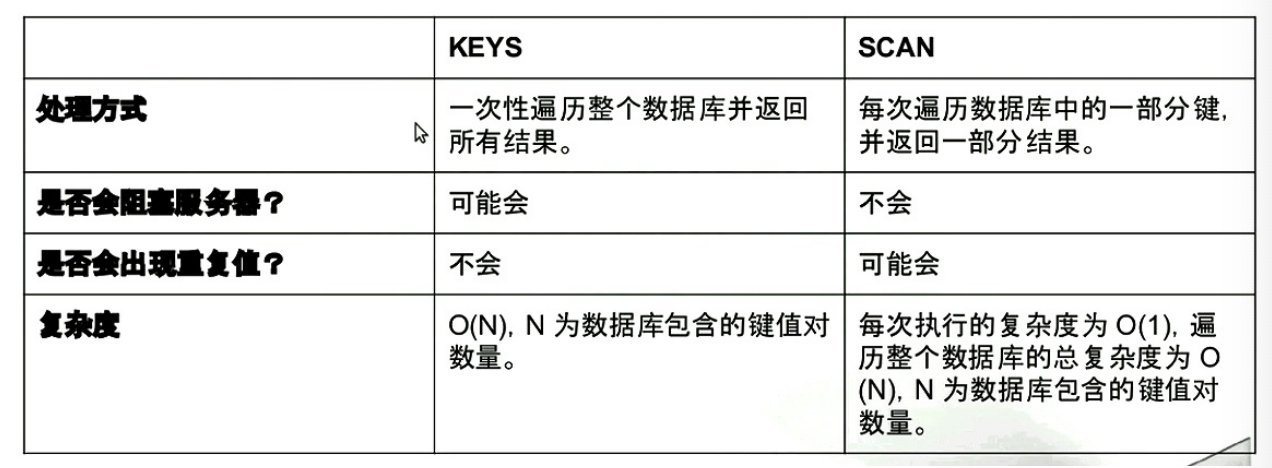 KEYS
SCAN
处理方式
一次性遍历整个数据库并返回
所有结果。
每次遍历数据库中的一部分键,
并返回一部分结果。
是否会阻塞服务器?
可能会
不会
是否会出现重复值?
不会
可能会
复杂度
O(N), N 为数据库包含的键值对
数量。
每次执行的复杂度为 O(1), 遍
历整个数据库的总复杂度为 O
(N), N 为数据库包含的键值对
数量。